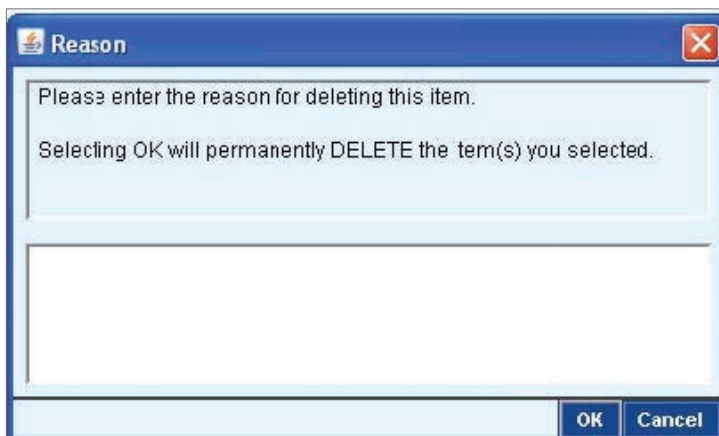 Reason
Please enter the reason for deleting this item.
Selecting OK will permanently DELETE the tem(s) you selected.
OK Cancel